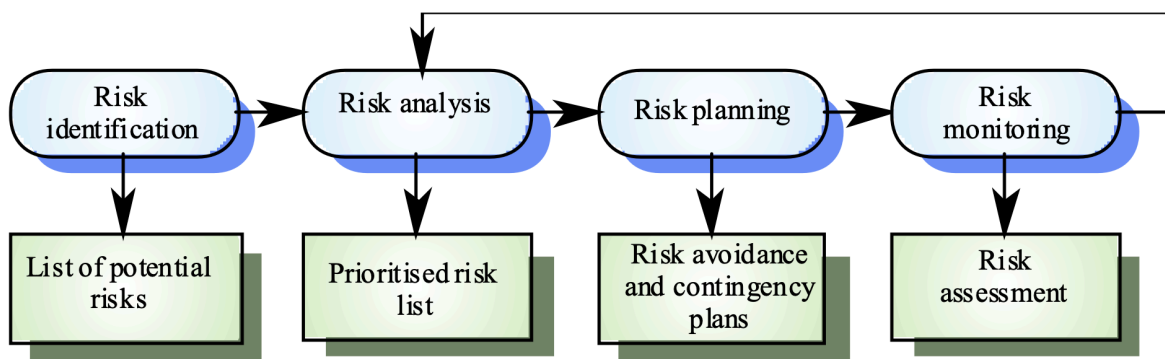 Risk
identification
Risk analysis
Risk planning
Risk
monitoring
List of potential
risks
Prioritised risk
list
Risk avoidance
and contingency
plans
Risk
assessment